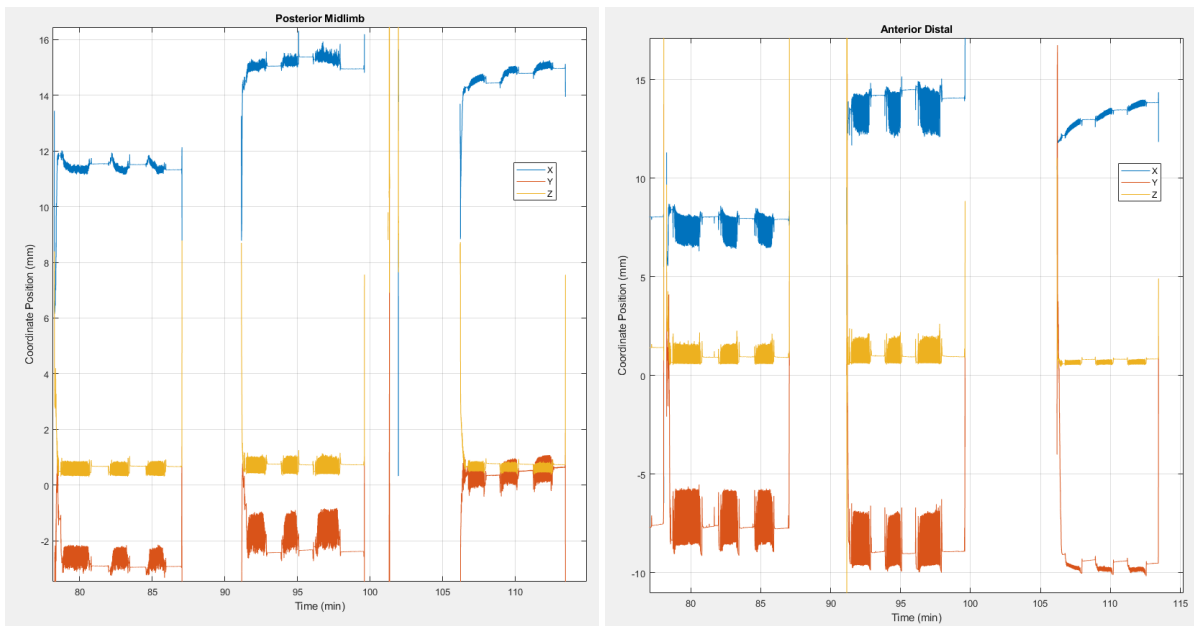 Posterior Midlimb
16
14
12
10
8
6
4
2
0
-2
80
85
90
95
100
105
110
Time (min)
Coordinate Position (mm)
X
Y
Z
Anterior Distal
15
10
5
0
-5
-10
80
85
90
95
100
105
110
115
Time (min)
Coordinate Position (mm)
X
Y
Z